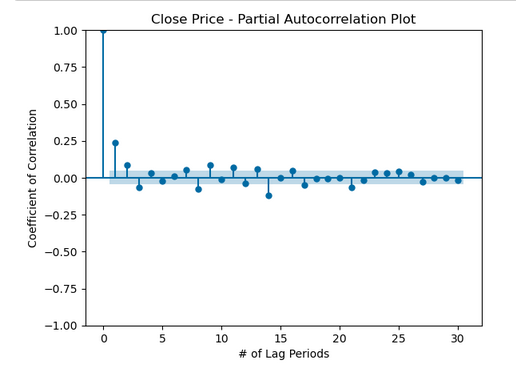 Close Price - Partial Autocorrelation Plot
1.00
0.75
0.50
0.25
0.00
−0.25
−0.50
−0.75
−1.00
Coefficient of Correlation
0 5 10 15 20 25 30
# of Lag Periods